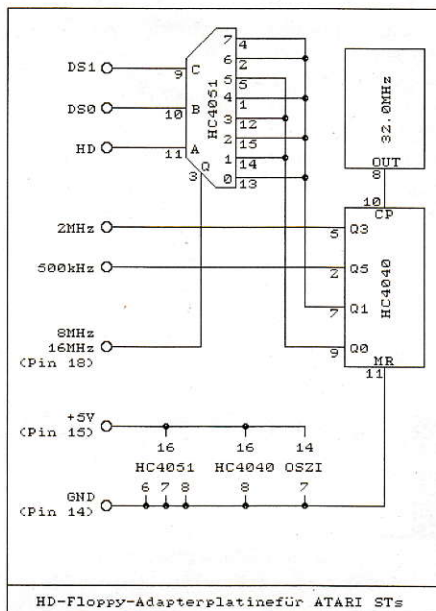 DS1
DS0
HD
2MHz
500kHz
8MHz
16MHz
(Pin 18)
+5V
(Pin 15)
GND
(Pin 14)
9 C
10 B
11 A
3 Q
HC4051
7 4
6 2
5 5
4 1
3 12
2 15
1 14
0 13
32.0MHz
OUT
8
10
CP
5 Q3
2 Q5
7 Q1
9 Q0
HC4040
MR
11
16 16 14
HC4051 HC4040 OSZI
6 7 8 8 7
HD-Floppy-Adapterplatinefür ATARI STs